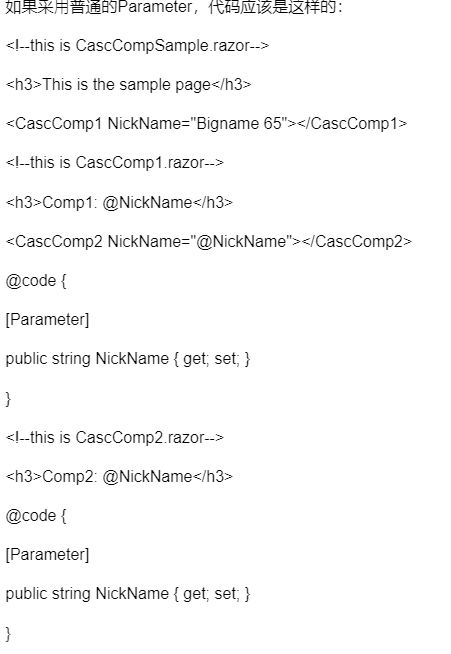 如果采用普通的Parameter，代码应该是这样的：
<!--this is CascCompSample.razor-->
<h3>This is the sample page</h3>
<CascComp1 NickName="Bigname 65"></CascComp1>
<!--this is CascComp1.razor-->
<h3>Comp1: @NickName</h3>
<CascComp2 NickName="@NickName"></CascComp2>
@code {
[Parameter]
public string NickName { get; set; }
}
<!--this is CascComp2.razor-->
<h3>Comp2: @NickName</h3>
@code {
[Parameter]
public string NickName { get; set; }
}